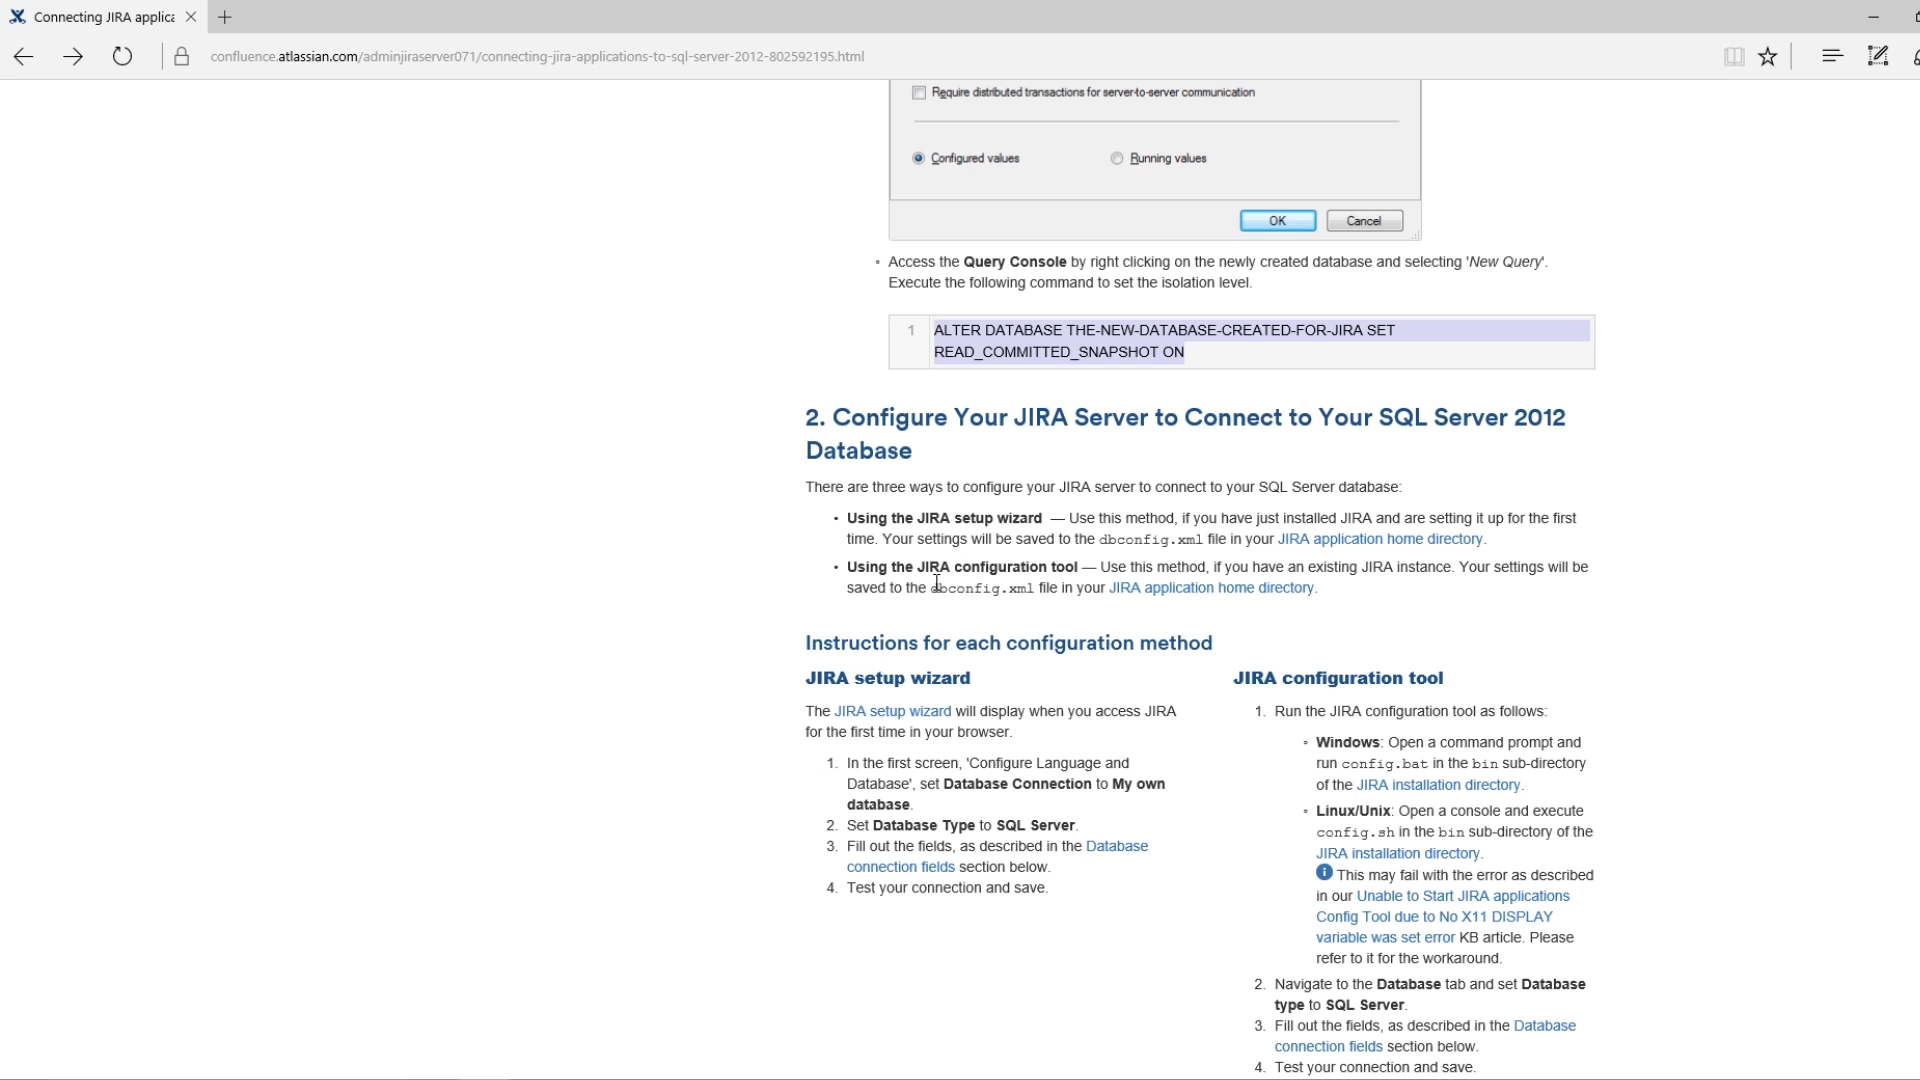 Connecting JIRA applica
confluence.atlassian.com/adminjiraserver071/connecting-jira-applications-to-sql-server-2012-802592195.html
Require distributed transactions for server-to-server communication
Configured values Running values
OK Cancel
◦ Access the Query Console by right clicking on the newly created database and selecting 'New Query'.
Execute the following command to set the isolation level.
1 ALTER DATABASE THE-NEW-DATABASE-CREATED-FOR-JIRA SET
READ_COMMITTED_SNAPSHOT ON
2. Configure Your JIRA Server to Connect to Your SQL Server 2012
Database
There are three ways to configure your JIRA server to connect to your SQL Server database:
• Using the JIRA setup wizard — Use this method, if you have just installed JIRA and are setting it up for the first
time. Your settings will be saved to the dbconfig.xml file in your JIRA application home directory.
• Using the JIRA configuration tool — Use this method, if you have an existing JIRA instance. Your settings will be
saved to the dbconfig.xml file in your JIRA application home directory.
Instructions for each configuration method
JIRA setup wizard
The JIRA setup wizard will display when you access JIRA
for the first time in your browser.
1. In the first screen, 'Configure Language and
Database', set Database Connection to My own
database.
2. Set Database Type to SQL Server.
3. Fill out the fields, as described in the Database
connection fields section below.
4. Test your connection and save.
JIRA configuration tool
1. Run the JIRA configuration tool as follows:
◦ Windows: Open a command prompt and
run config.bat in the bin sub-directory
of the JIRA installation directory.
◦ Linux/Unix: Open a console and execute
config.sh in the bin sub-directory of the
JIRA installation directory.
This may fail with the error as described
in our Unable to Start JIRA applications
Config Tool due to No X11 DISPLAY
variable was set error KB article. Please
refer to it for the workaround.
2. Navigate to the Database tab and set Database
type to SQL Server.
3. Fill out the fields, as described in the Database
connection fields section below.
4. Test your connection and save.